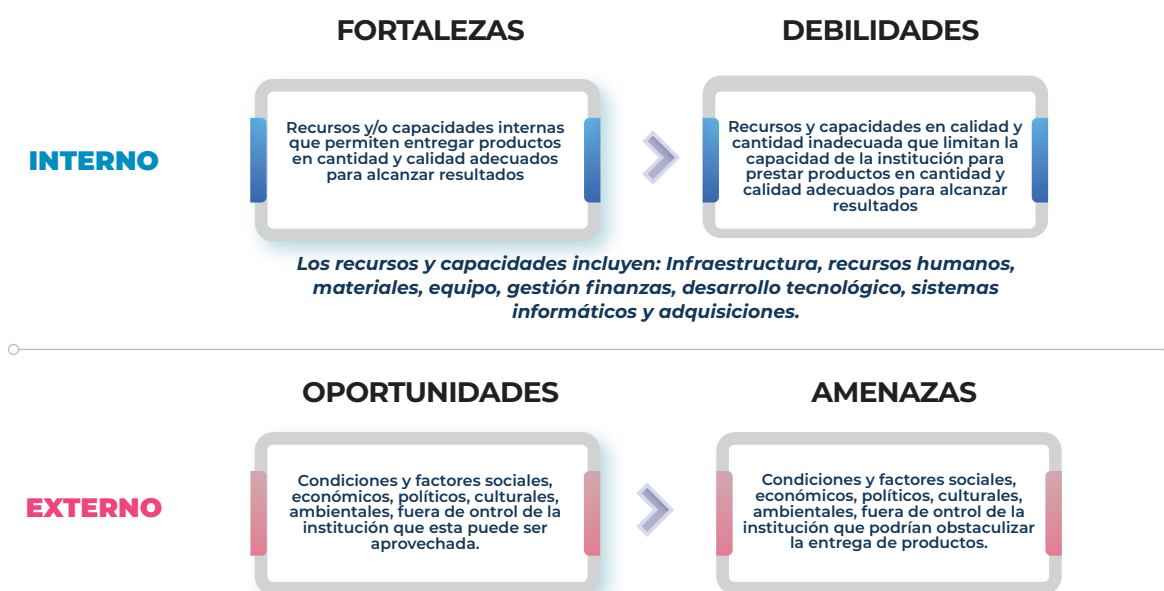 FORTALEZAS
DEBILIDADES
INTERNO
Recursos y/o capacidades internas
que permiten entregar productos
en cantidad y calidad adecuados
para alcanzar resultados
Recursos y capacidades en calidad y
cantidad inadecuada que limitan la
capacidad de la institución para
prestar productos en cantidad y
calidad adecuados para alcanzar
resultados
Los recursos y capacidades incluyen: Infraestructura, recursos humanos,
materiales, equipo, gestión finanzas, desarrollo tecnológico, sistemas
informáticos y adquisiciones.
OPORTUNIDADES
AMENAZAS
EXTERNO
Condiciones y factores sociales,
económicos, políticos, culturales,
ambientales, fuera de ontrol de la
institución que esta puede ser
aprovechada.
Condiciones y factores sociales,
económicos, políticos, culturales,
ambientales, fuera de ontrol de la
institución que podrían obstaculizar
la entrega de productos.